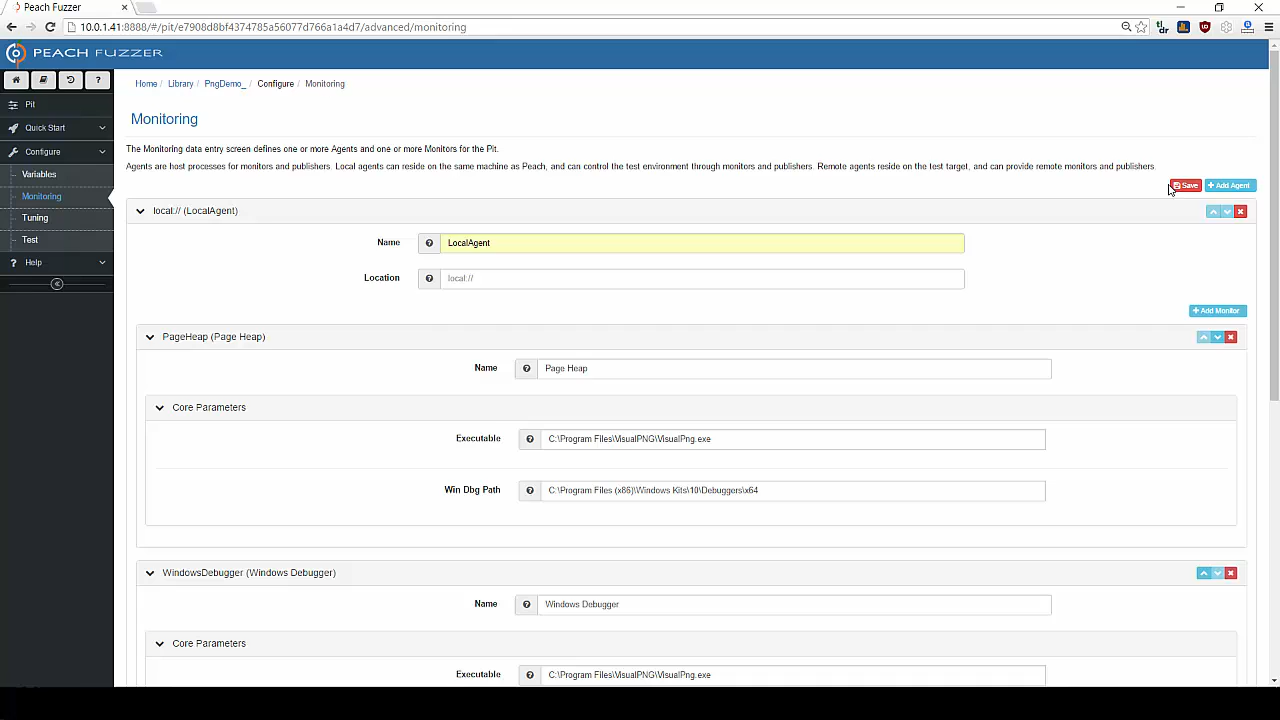 Peach Fuzzer
10.0.1.41:8888/#/pit/e7908d8bf4374785a56077d766a1a4d7/advanced/monitoring
tl;dr
PEACH FUZZER
Home / Library / PngDemo_ / Configure / Monitoring
Pit
Quick Start
Configure
Variables
Monitoring
Tuning
Test
Help
Monitoring
The Monitoring data entry screen defines one or more Agents and one or more Monitors for the Pit.
Agents are host processes for monitors and publishers. Local agents can reside on the same machine as Peach, and can control the test environment through monitors and publishers. Remote agents reside on the test target, and can provide remote monitors and publishers.
Save
+ Add Agent
local:// (LocalAgent)
Name
LocalAgent
Location
local://
+ Add Monitor
PageHeap (Page Heap)
Name
Page Heap
Core Parameters
Executable
C:\Program Files\VisualPNG\VisualPng.exe
Win Dbg Path
C:\Program Files (x86)\Windows Kits\10\Debuggers\x64
WindowsDebugger (Windows Debugger)
Name
Windows Debugger
Core Parameters
Executable
C:\Program Files\VisualPNG\VisualPng.exe